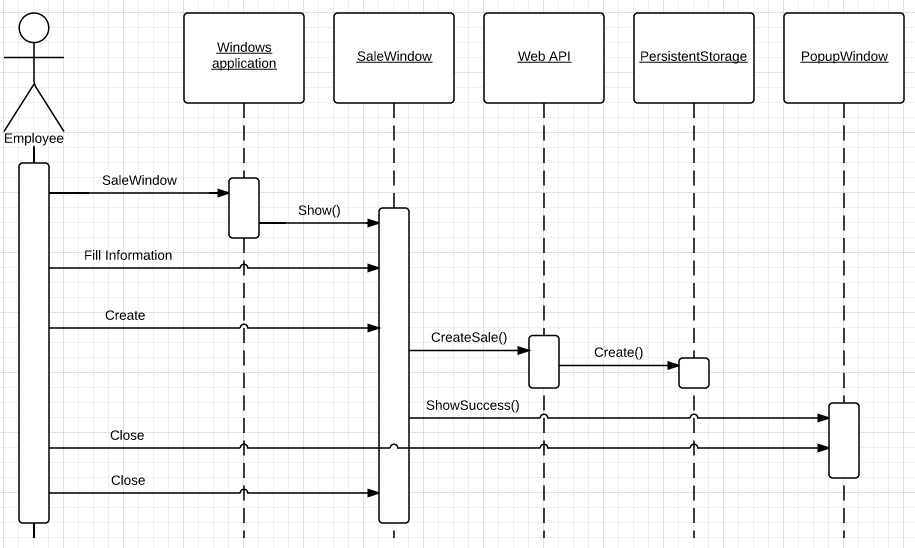 Windows
application
SaleWindow
Web API
PersistentStorage
PopupWindow
Employee
SaleWindow
Show()
Fill Information
Create
CreateSale()
Create()
ShowSuccess()
Close
Close